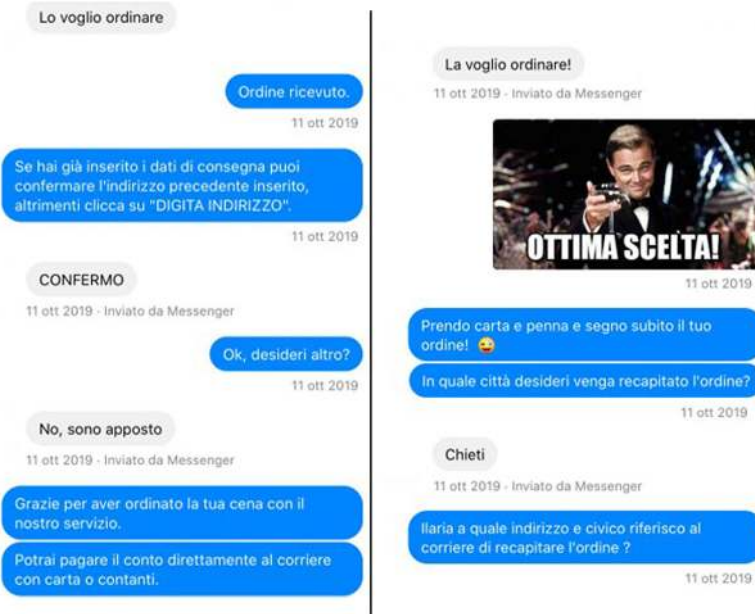 Lo voglio ordinare
Ordine ricevuto.
11 ott 2019
Se hai già inserito i dati di consegna puoi
confermare l'indirizzo precedente inserito,
altrimenti clicca su "DIGITA INDIRIZZO".
11 ott 2019
CONFERMO
11 ott 2019 - Inviato da Messenger
Ok, desideri altro?
11 ott 2019
No, sono apposto
11 ott 2019 - Inviato da Messenger
Grazie per aver ordinato la tua cena con il
nostro servizio.
Potrai pagare il conto direttamente al corriere
con carta o contanti.
La voglio ordinare!
11 ott 2019 - Inviato da Messenger
OTTIMA SCELTA!
11 ott 2019
Prendo carta e penna e segno subito il tuo
ordine! 😜
In quale città desideri venga recapitato l'ordine?
11 ott 2019
Chieti
11 ott 2019 - Inviato da Messenger
Ilaria a quale indirizzo e civico riferisco al
corriere di recapitare l'ordine ?
11 ott 2019